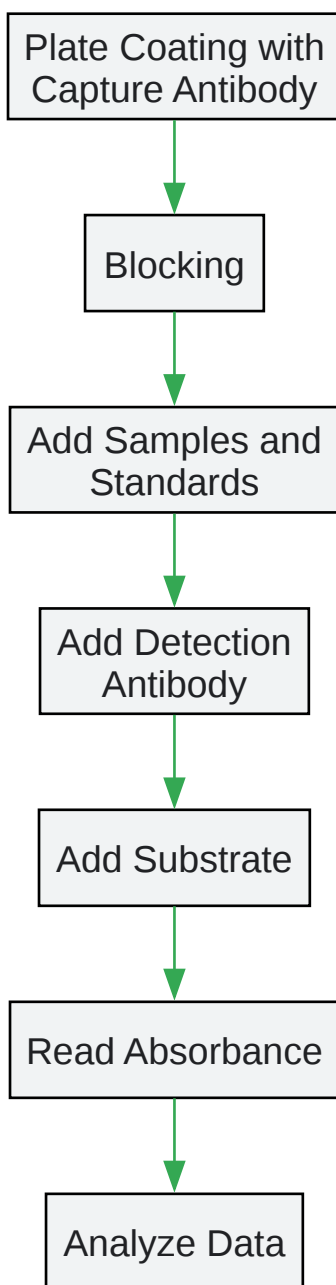 Plate Coating with
Capture Antibody
Blocking
Add Samples and
Standards
Add Detection
Antibody
Add Substrate
Read Absorbance
Analyze Data